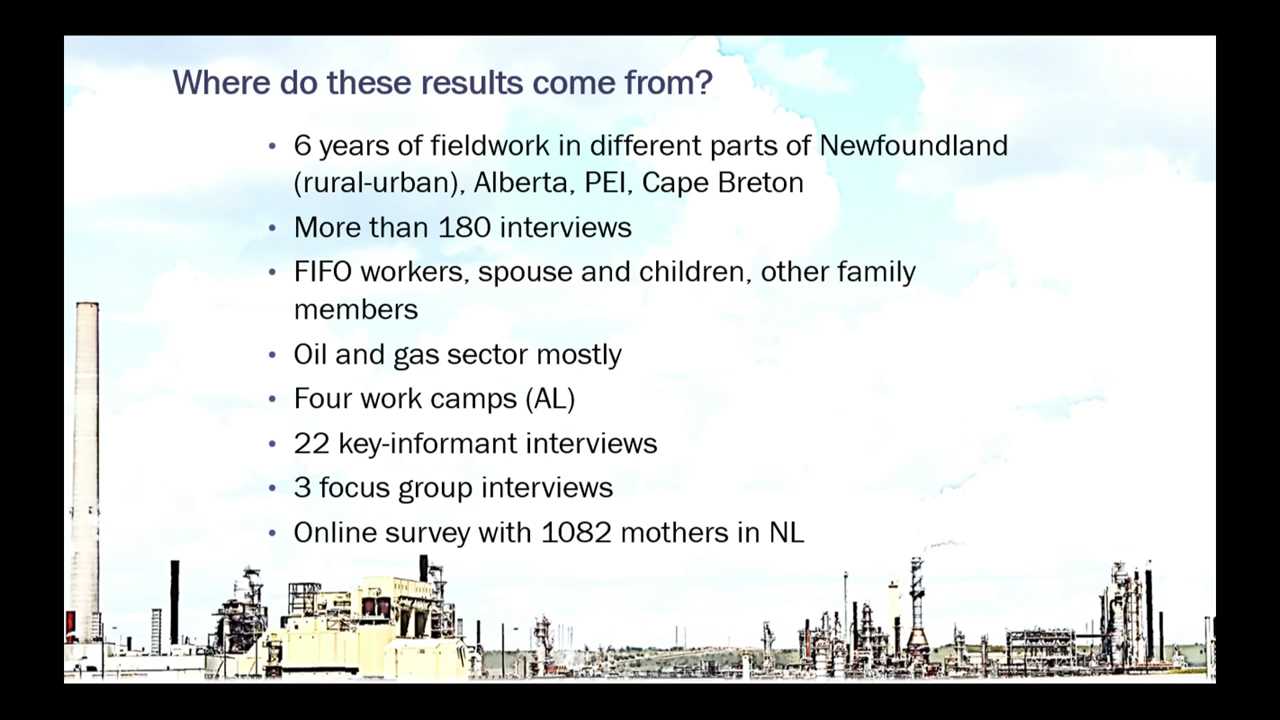 Where do these results come from?
• 6 years of fieldwork in different parts of Newfoundland
(rural-urban), Alberta, PEI, Cape Breton
• More than 180 interviews
• FIFO workers, spouse and children, other family
members
• Oil and gas sector mostly
• Four work camps (AL)
• 22 key-informant interviews
• 3 focus group interviews
• Online survey with 1082 mothers in NL